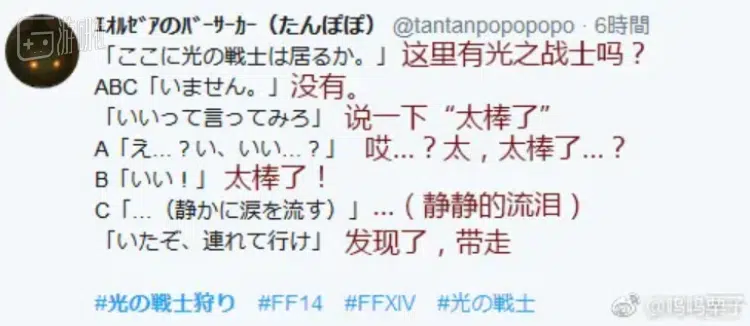 ｴｵﾙｾﾞｱのﾊﾞｰｻｰｶｰ（たんぽぽ） @tantanpopopopo · 6時間
「ここに光の戦士は居るか。」这里有光之战士吗？
ABC「いません。」没有。
「いいって言ってみろ」 说一下“太棒了”
A「え…？い、いい…？」 哎…？太，太棒了…？
B「いい！」太棒了！
C「…（静かに涙を流す）」…（静静的流泪）
「いたぞ、連れて行け」 发现了，带走
#光の戦士狩り #FF14 #FFXIV #光の戦士